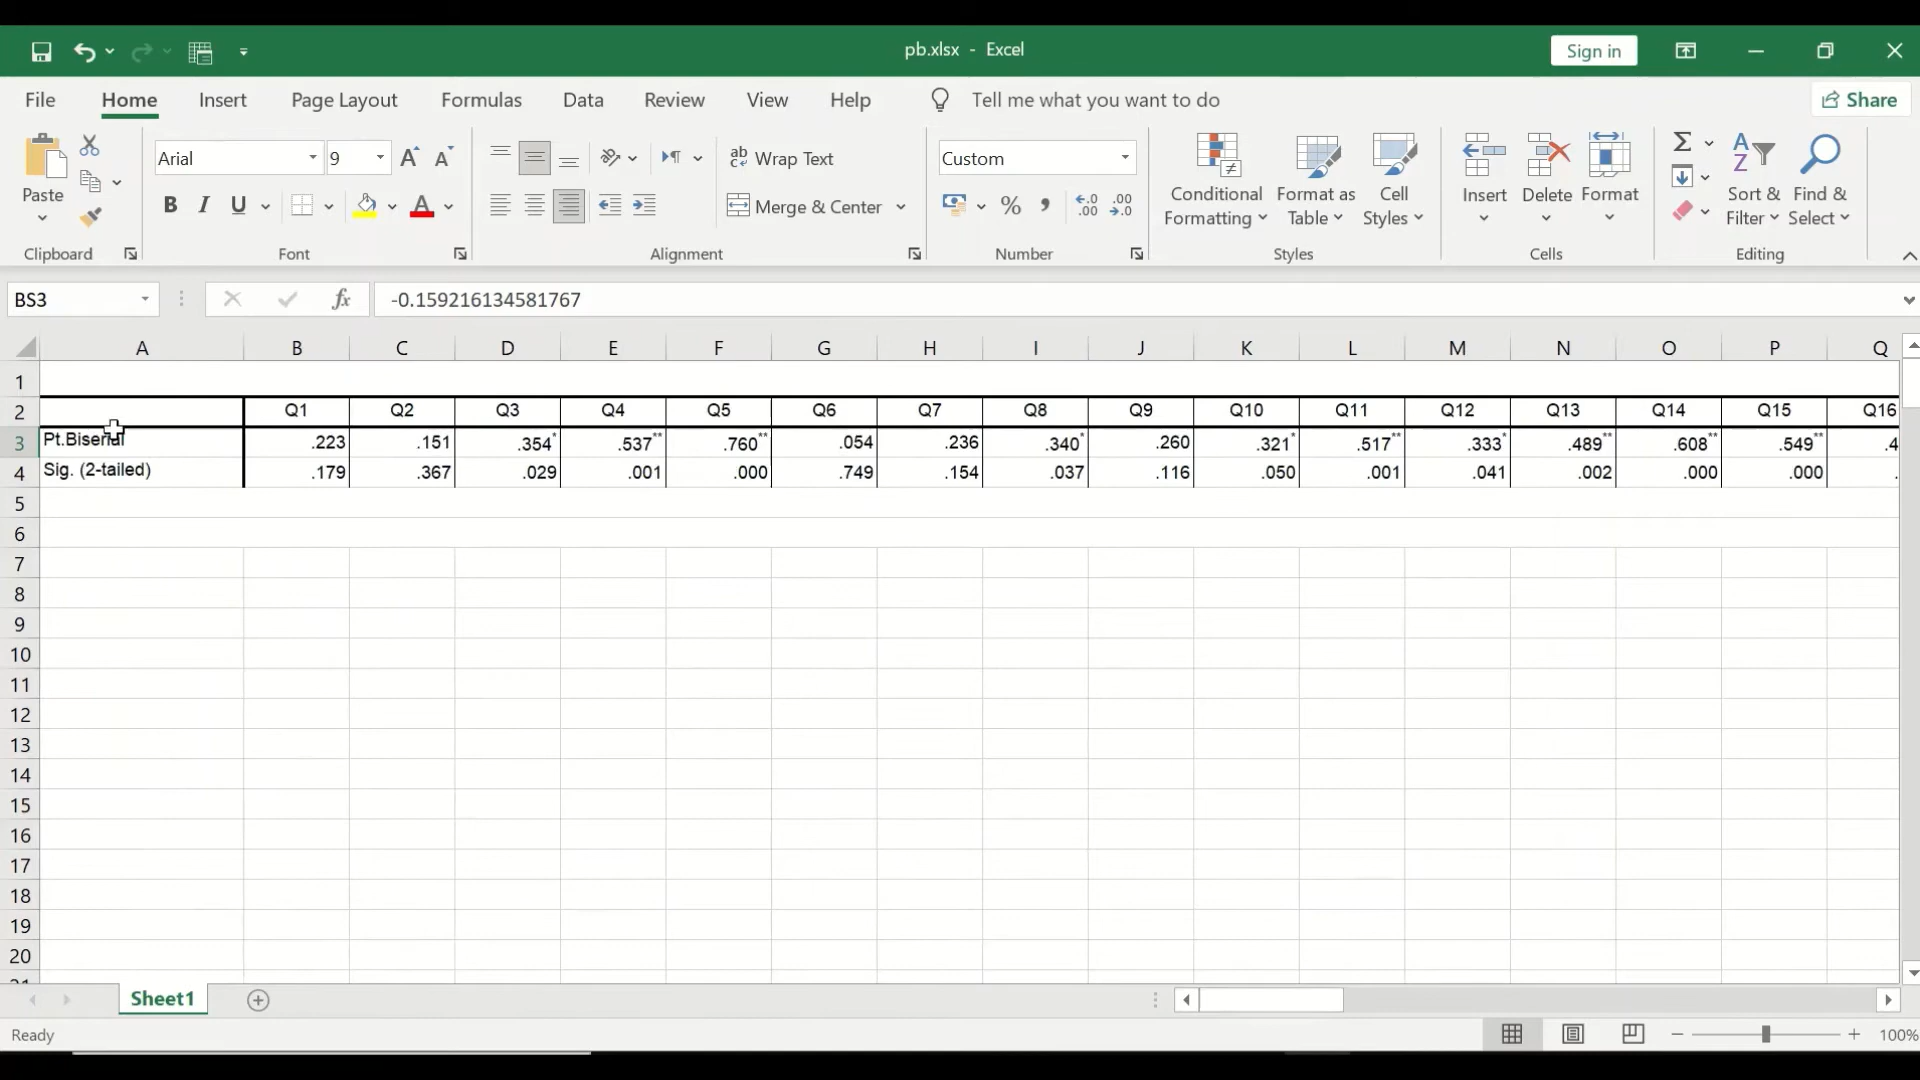 pb.xlsx - Excel
Sign in
File Home Insert Page Layout Formulas Data Review View Help Tell me what you want to do Share
Paste
Clipboard
Arial 9
B I U A
Font
Wrap Text
Merge & Center
Alignment
Custom
%
Number
Conditional Formatting
Format as Table
Cell Styles
Styles
Insert
Delete
Format
Cells
Sort & Filter
Find & Select
Editing
BS3 fx -0.159216134581767
A B C D E F G H I J K L M N O P Q
1
2 Q1 Q2 Q3 Q4 Q5 Q6 Q7 Q8 Q9 Q10 Q11 Q12 Q13 Q14 Q15 Q16
3 Pt.Biserial .223 .151 .354* .537** .760** .054 .236 .340* .260 .321* .517** .333* .489** .608** .549** .4
4 Sig. (2-tailed) .179 .367 .029 .001 .000 .749 .154 .037 .116 .050 .001 .041 .002 .000 .000 .
5
6
7
8
9
10
11
12
13
14
15
16
17
18
19
20
Sheet1
Ready
100%